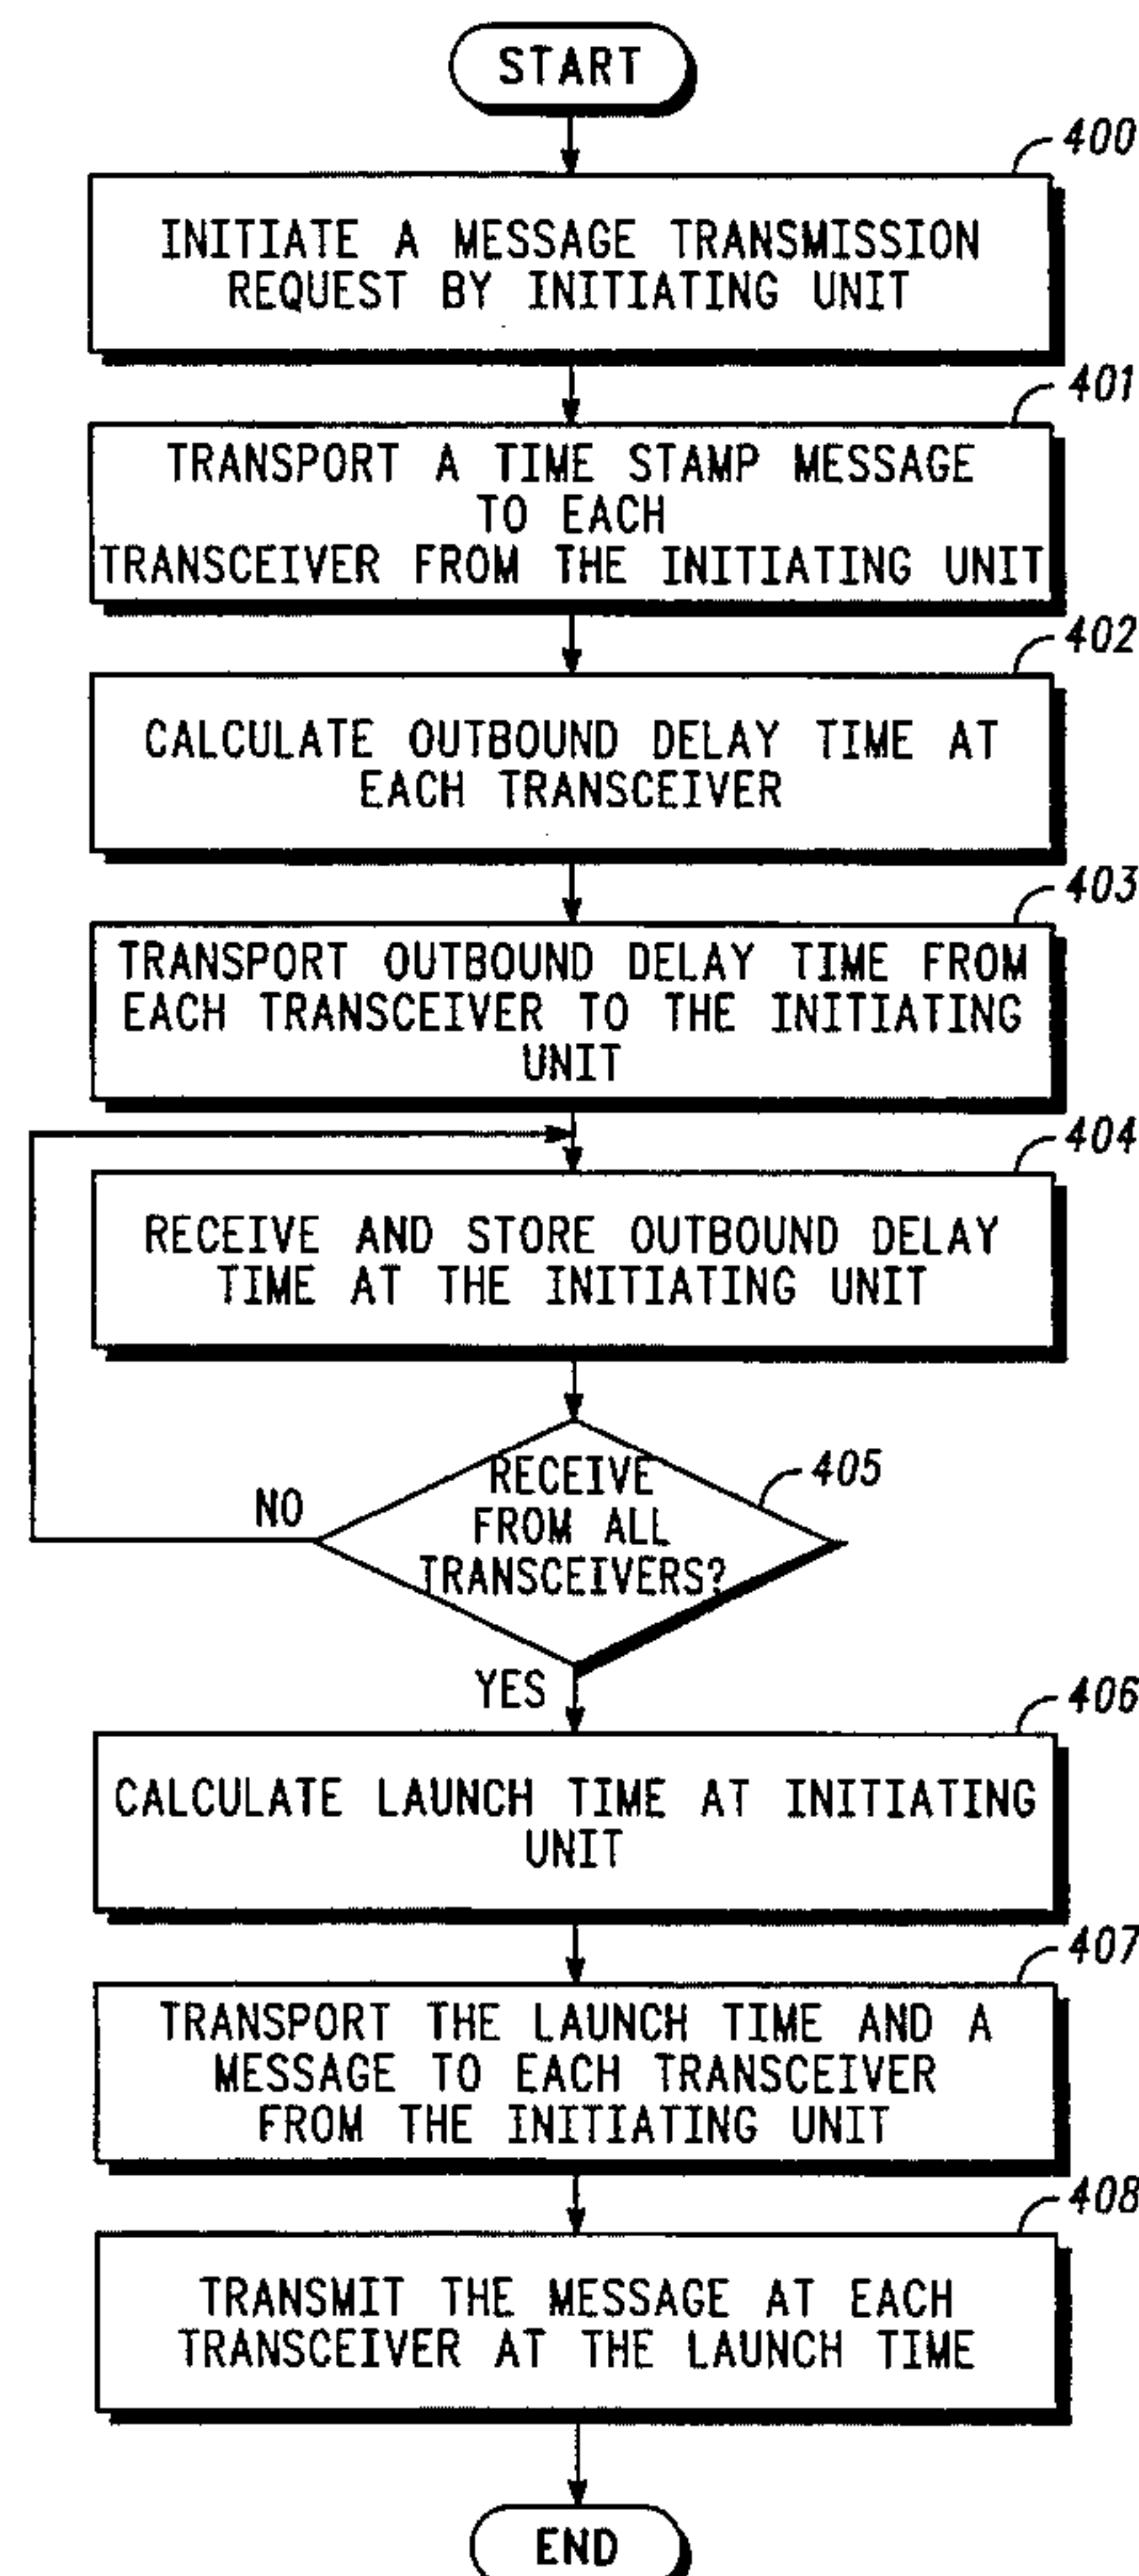 START
400
INITIATE A MESSAGE TRANSMISSION
REQUEST BY INITIATING UNIT
401
TRANSPORT A TIME STAMP MESSAGE
TO EACH
TRANSCEIVER FROM THE INITIATING UNIT
402
CALCULATE OUTBOUND DELAY TIME AT
EACH TRANSCEIVER
403
TRANSPORT OUTBOUND DELAY TIME FROM
EACH TRANSCEIVER TO THE INITIATING
UNIT
404
RECEIVE AND STORE OUTBOUND DELAY
TIME AT THE INITIATING UNIT
405
RECEIVE
FROM ALL
TRANSCEIVERS?
NO
YES
406
CALCULATE LAUNCH TIME AT INITIATING
UNIT
407
TRANSPORT THE LAUNCH TIME AND A
MESSAGE TO EACH TRANSCEIVER
FROM THE INITIATING UNIT
408
TRANSMIT THE MESSAGE AT EACH
TRANSCEIVER AT THE LAUNCH TIME
END